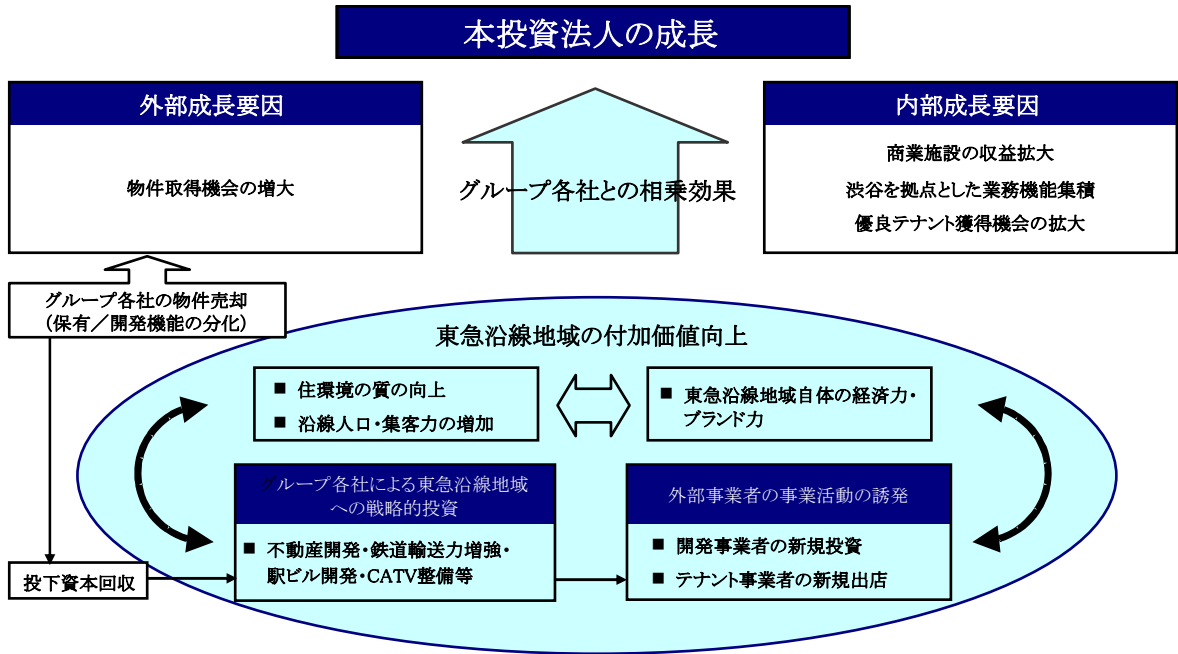 本投資法人の成長
外部成長要因
物件取得機会の増大
グループ各社との相乗効果
内部成長要因
商業施設の収益拡大
渋谷を拠点とした業務機能集積
優良テナント獲得機会の拡大
グループ各社の物件売却
（保有／開発機能の分化）
東急沿線地域の付加価値向上
■ 住環境の質の向上
■ 沿線人口・集客力の増加
■ 東急沿線地域自体の経済力・
ブランド力
グループ各社による東急沿線地域
への戦略的投資
■ 不動産開発・鉄道輸送力増強・
駅ビル開発・CATV整備等
外部事業者の事業活動の誘発
■ 開発事業者の新規投資
■ テナント事業者の新規出店
投下資本回収